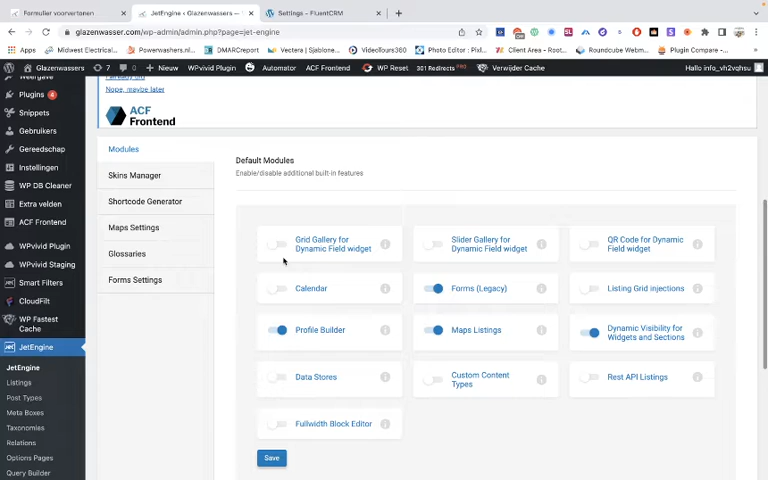 Formulier voorvertonen
JetEngine ‹ Glazenwassers —
Settings – FluentCRM
glazenwasser.com/wp-admin/admin.php?page=jet-engine
Apps
Midwest Electrical...
Powerwashers.nl...
DMARCreport
Vectera | Sjablone...
VideoTours360
Photo Editor : Pixl...
Client Area - Root...
Roundcube Webm...
Plugin Compare -...
Glazenwassers
7
0
Nieuw
WPvivid Plugin
Automator
ACF Frontend
WP Reset
301 Redirects PRO
Verwijder Cache
Hallo info_vh2vqhsu
Weergave
Plugins 4
Snippets
Gebruikers
Gereedschap
Instellingen
WP DB Cleaner
Extra velden
ACF Frontend
WPvivid Plugin
WPvivid Staging
Smart Filters
CloudFilt
WP Fastest
Cache
JetEngine
JetEngine
Listings
Post Types
Meta Boxes
Taxonomies
Relations
Options Pages
Query Builder
I already did
Nope, maybe later
ACF
Frontend
Modules
Skins Manager
Shortcode Generator
Maps Settings
Glossaries
Forms Settings
Default Modules
Enable/disable additional built-in features
Grid Gallery for
Dynamic Field widget
Slider Gallery for
Dynamic Field widget
QR Code for Dynamic
Field widget
Calendar
Forms (Legacy)
Listing Grid injections
Profile Builder
Maps Listings
Dynamic Visibility for
Widgets and Sections
Data Stores
Custom Content
Types
Rest API Listings
Fullwidth Block Editor
Save